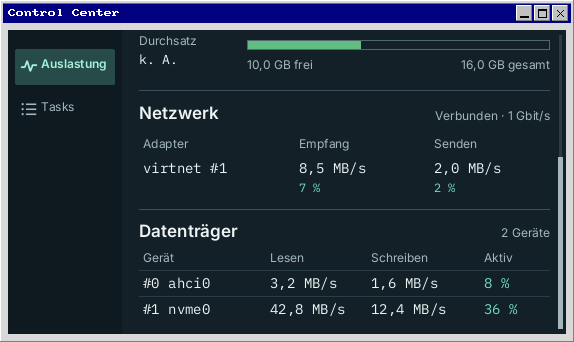 Control Center
Auslastung
Tasks
Durchsatz
k. A.
10,0 GB frei 16,0 GB gesamt
Netzwerk Verbunden · 1 Gbit/s
Adapter Empfang Senden
virtnet #1 8,5 MB/s 2,0 MB/s
7 % 2 %
Datenträger 2 Geräte
Gerät Lesen Schreiben Aktiv
#0 ahci0 3,2 MB/s 1,6 MB/s 8 %
#1 nvme0 42,8 MB/s 12,4 MB/s 36 %